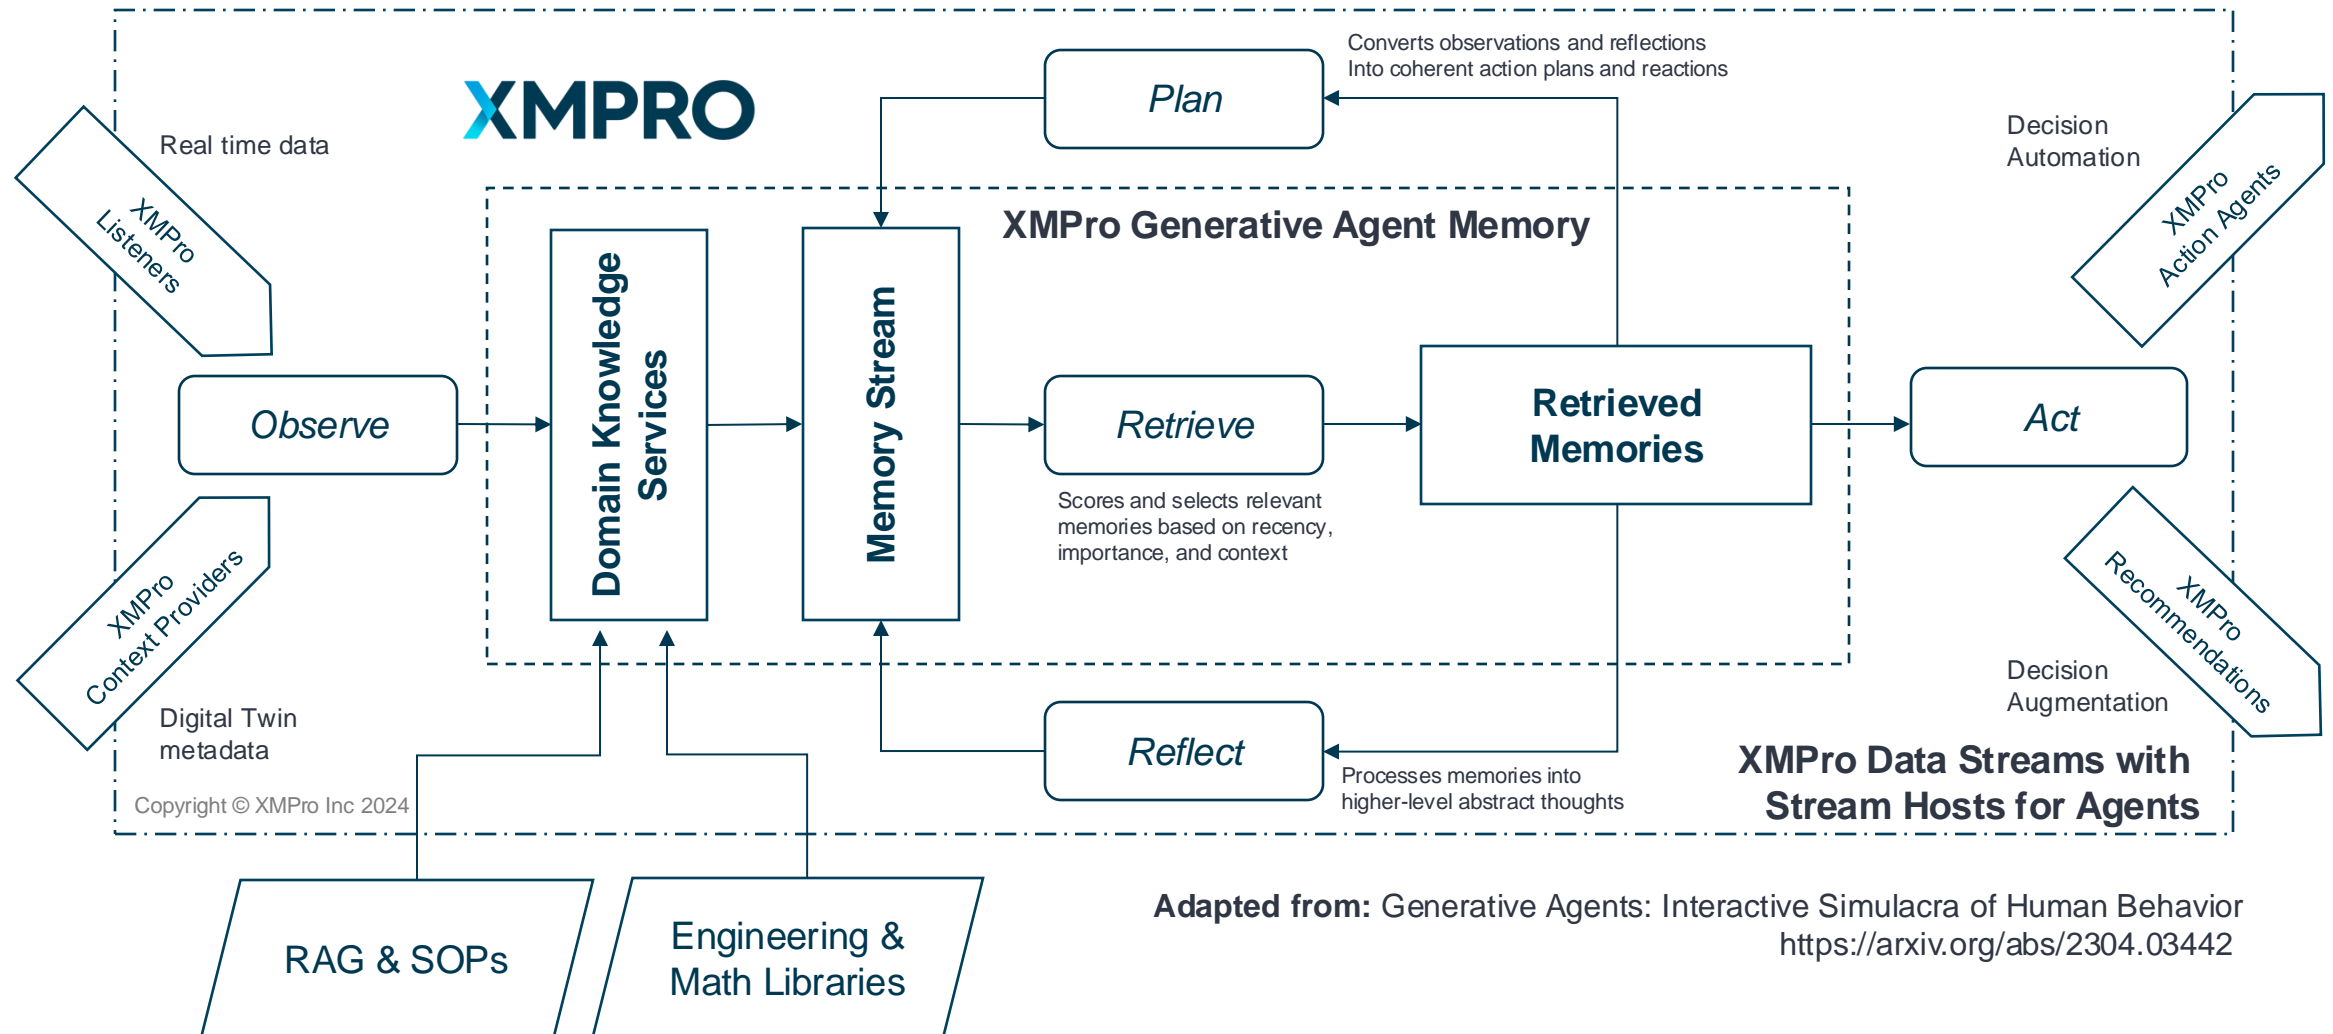 XMPRO
Converts observations and reflections
Into coherent action plans and reactions
Plan
Real time data
Decision
Automation
XMPro
Listeners
XMPro
Action Agents
XMPro Generative Agent Memory
Domain Knowledge
Services
Memory Stream
Observe
Retrieve
Retrieved
Memories
Act
Scores and selects relevant
memories based on recency,
importance, and context
XMPro
Context Providers
XMPro
Recommendations
Digital Twin
metadata
Decision
Augmentation
Reflect
Processes memories into
higher-level abstract thoughts
XMPro Data Streams with
Stream Hosts for Agents
Copyright © XMPro Inc 2024
RAG & SOPs
Engineering &
Math Libraries
Adapted from: Generative Agents: Interactive Simulacra of Human Behavior
https://arxiv.org/abs/2304.03442